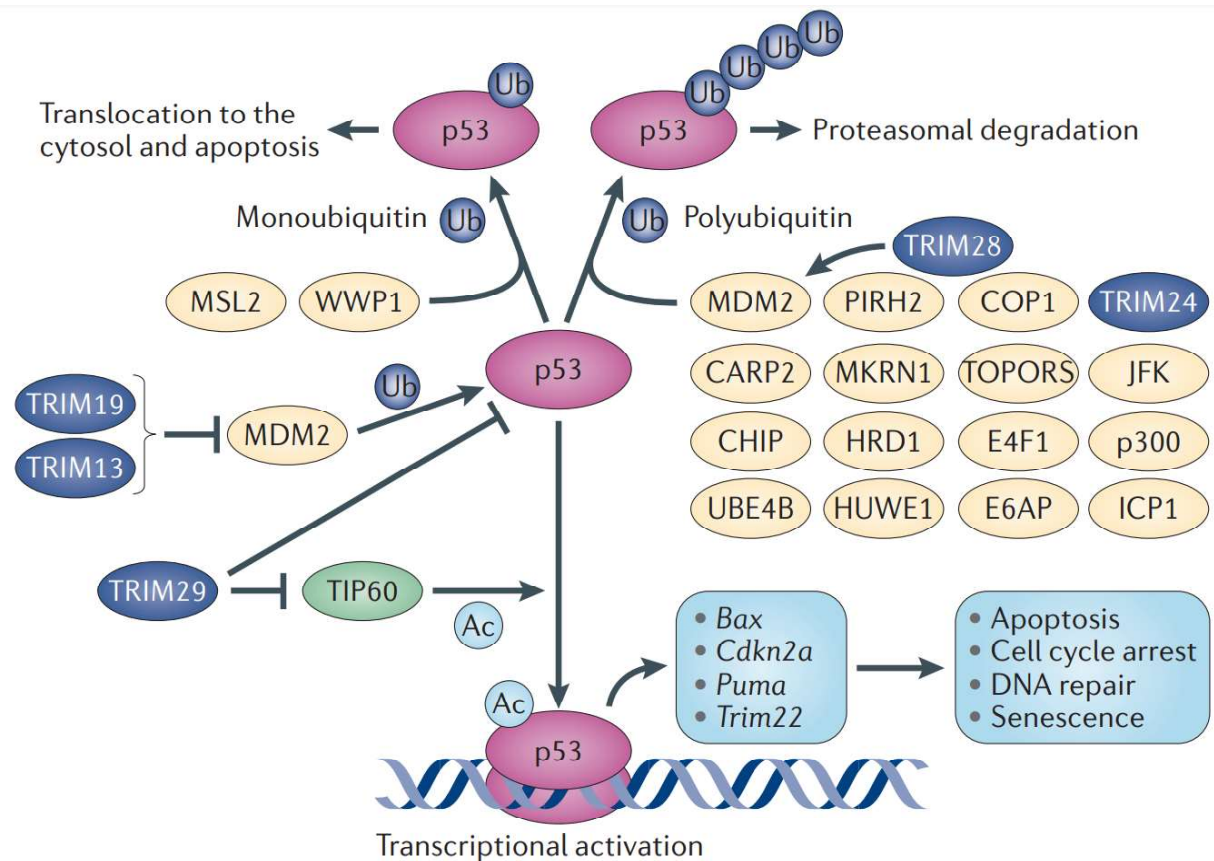 Ub
Ub
Ub
Ub
Ub
Translocation to the
cytosol and apoptosis
p53
p53
Proteasomal degradation
Monoubiquitin
Ub
Ub
Polyubiquitin
TRIM28
MSL2
WWP1
MDM2
PIRH2
COP1
TRIM24
p53
CARP2
MKRN1
TOPORS
JFK
Ub
TRIM19
MDM2
TRIM13
CHIP
HRD1
E4F1
p300
UBE4B
HUWE1
E6AP
ICP1
TRIM29
TIP60
Ac
• Bax
• Cdkn2a
• Puma
• Trim22
• Apoptosis
• Cell cycle arrest
• DNA repair
• Senescence
Ac
p53
Transcriptional activation